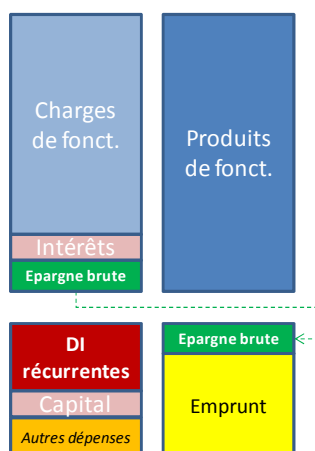 Charges
de fonct.
Intérêts
Epargne brute
Produits
de fonct.
DI
récurrentes
Capital
Autres dépenses
Epargne brute
Emprunt